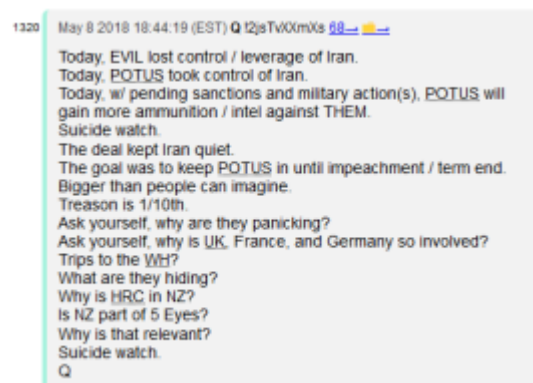 1320
May 8 2018 18:44:19 (EST) Q !2jsTvXXmXs 68→ →
Today, EVIL lost control / leverage of Iran.
Today, POTUS took control of Iran.
Today, w/ pending sanctions and military action(s), POTUS will
gain more ammunition / intel against THEM.
Suicide watch.
The deal kept Iran quiet.
The goal was to keep POTUS in until impeachment / term end.
Bigger than people can imagine.
Treason is 1/10th.
Ask yourself, why are they panicking?
Ask yourself, why is UK, France, and Germany so involved?
Trips to the WH?
What are they hiding?
Why is HRC in NZ?
Is NZ part of 5 Eyes?
Why is that relevant?
Suicide watch.
Q